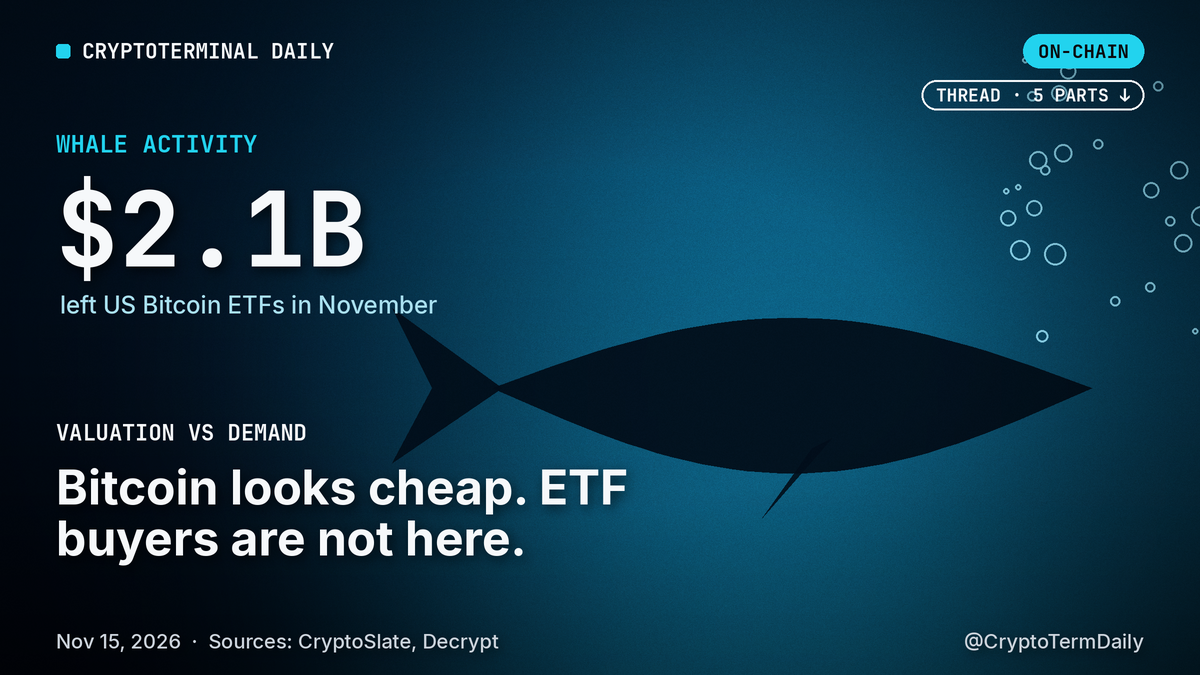 CRYPTOTERMINAL DAILY
ON-CHAIN
THREAD · 5 PARTS ↓
WHALE ACTIVITY
$2.1B
left US Bitcoin ETFs in November
VALUATION VS DEMAND
Bitcoin looks cheap. ETF
buyers are not here.
Nov 15, 2026 · Sources: CryptoSlate, Decrypt
@CryptoTermDaily